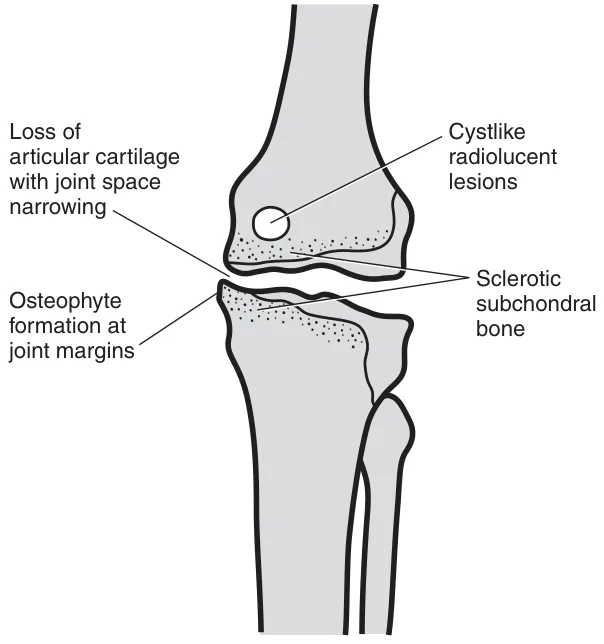 Loss of
articular cartilage
with joint space
narrowing
Cystlike
radiolucent
lesions
Osteophyte
formation at
joint margins
Sclerotic
subchondral
bone